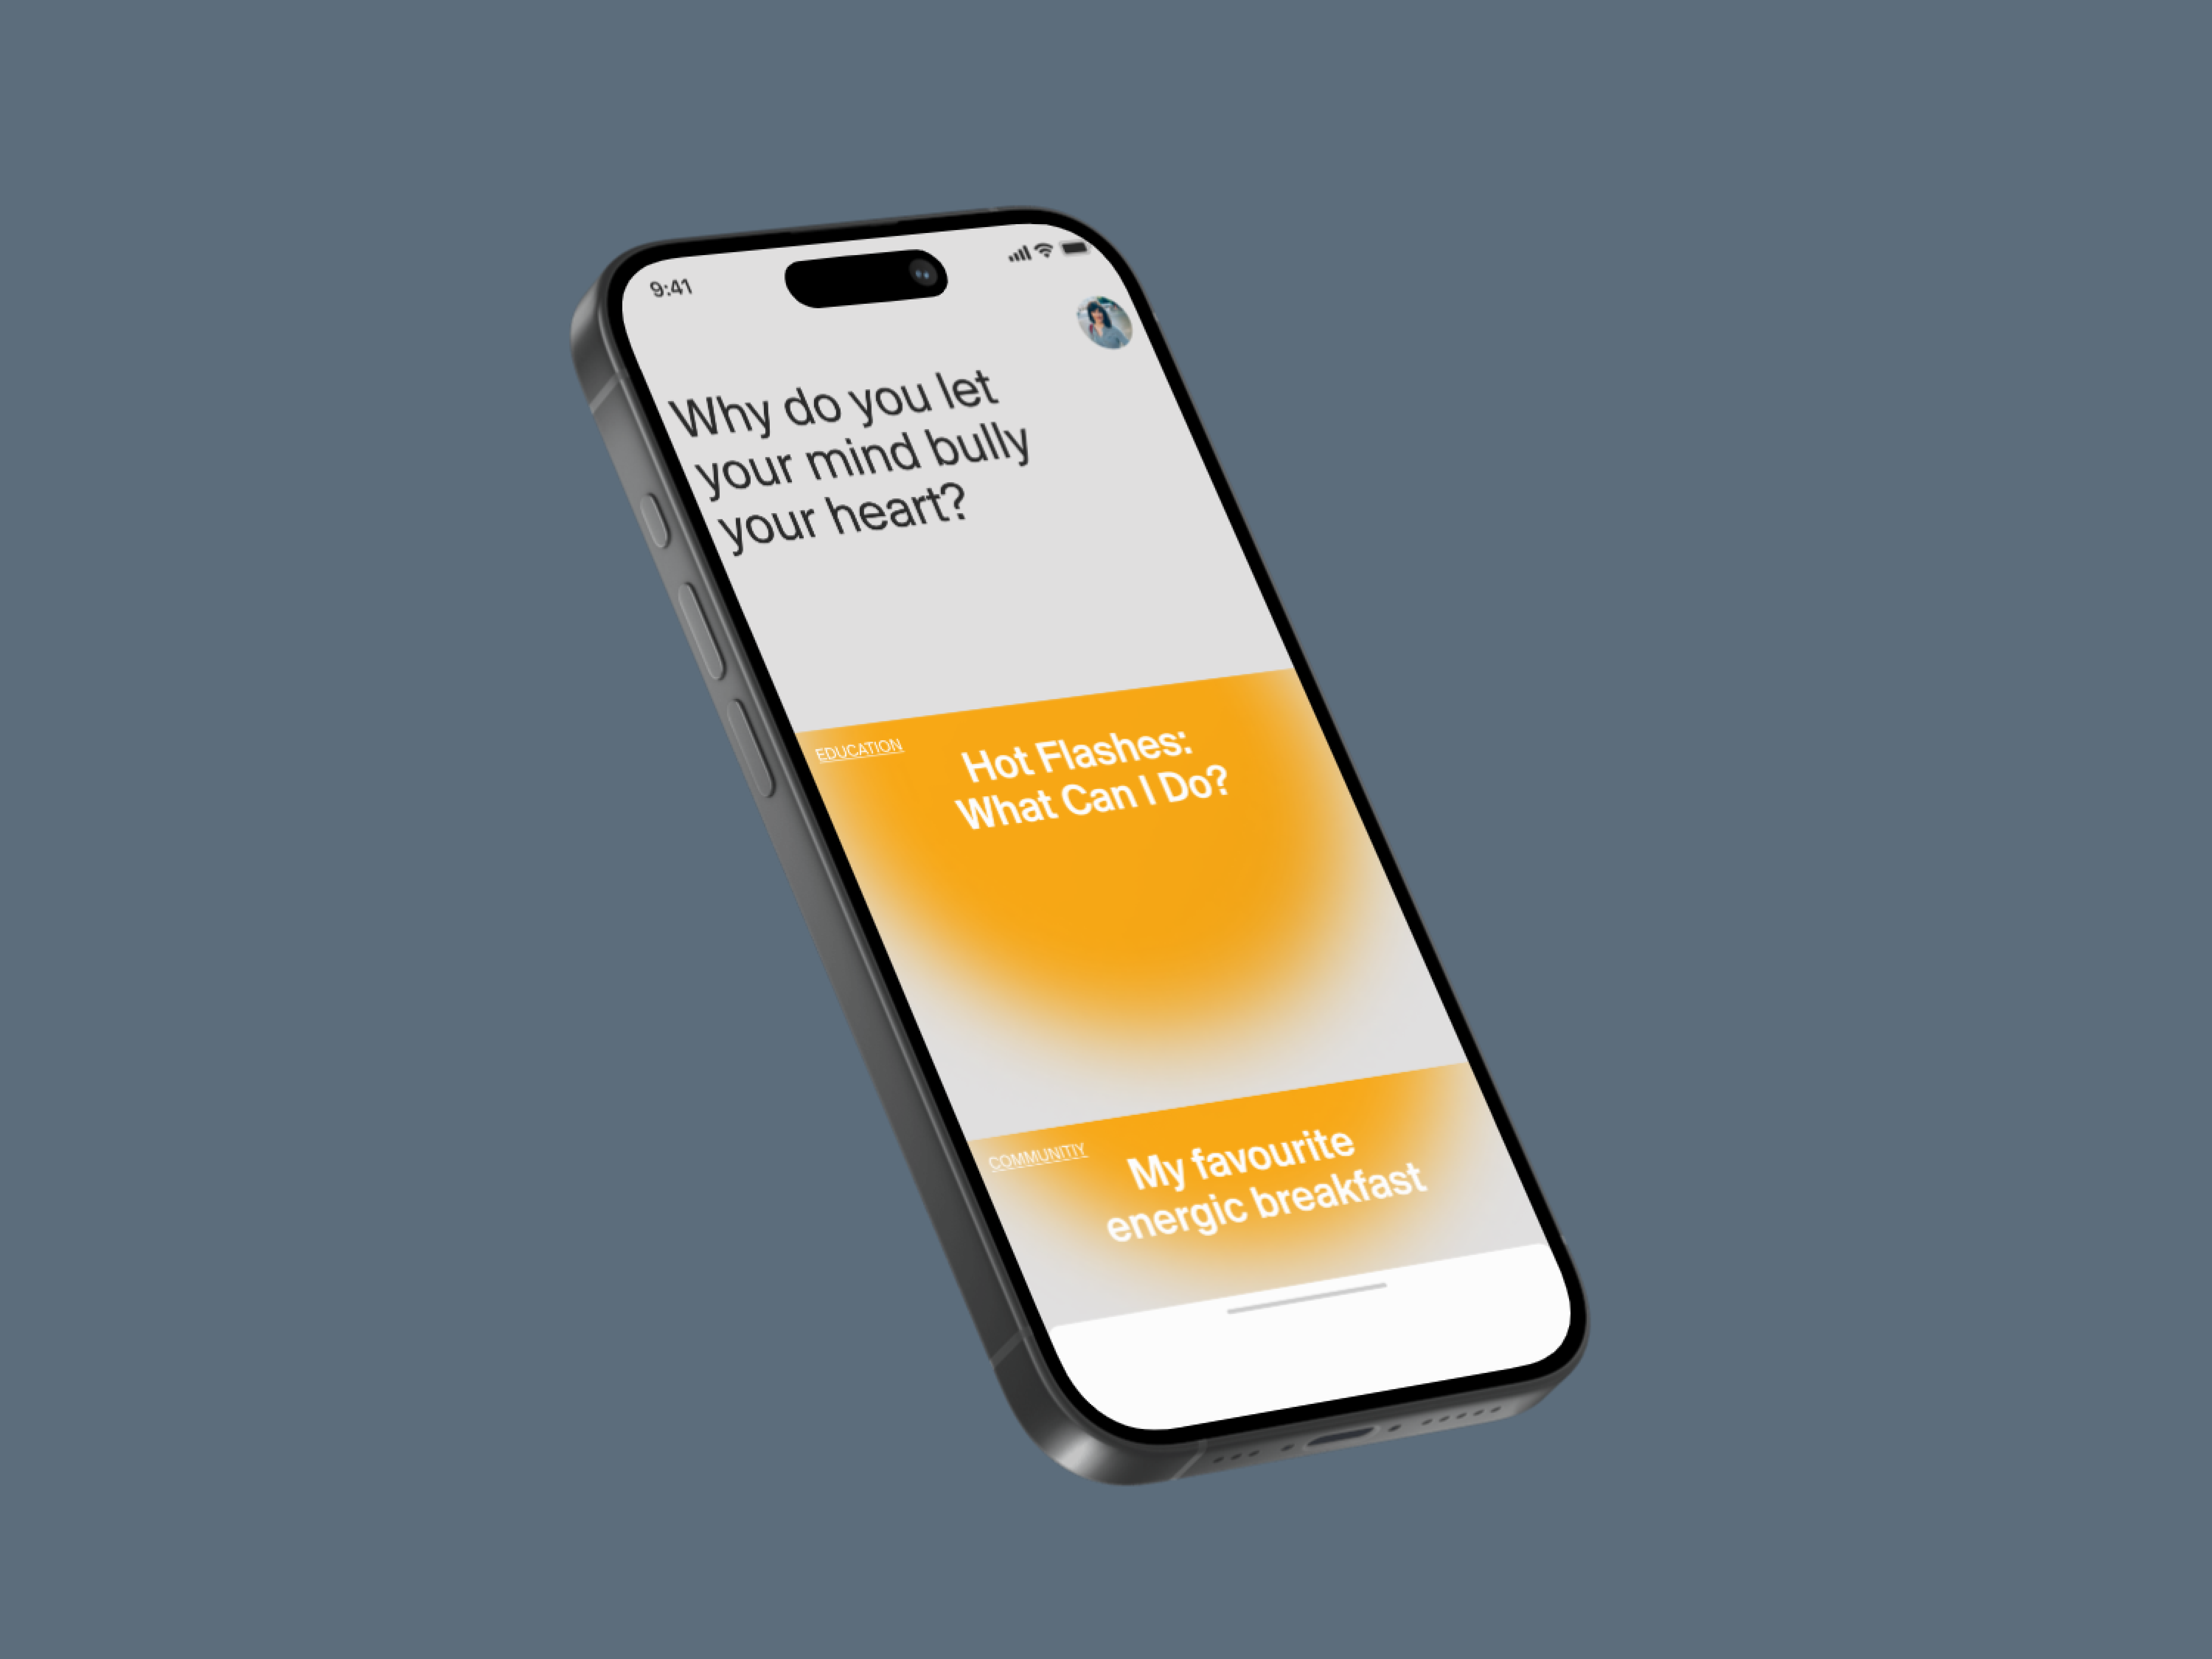 9:41
Why do you let
your mind bully
your heart?
EDUCATION
Hot Flashes:
What Can I Do?
COMMUNITIY
My favourite
energic breakfast